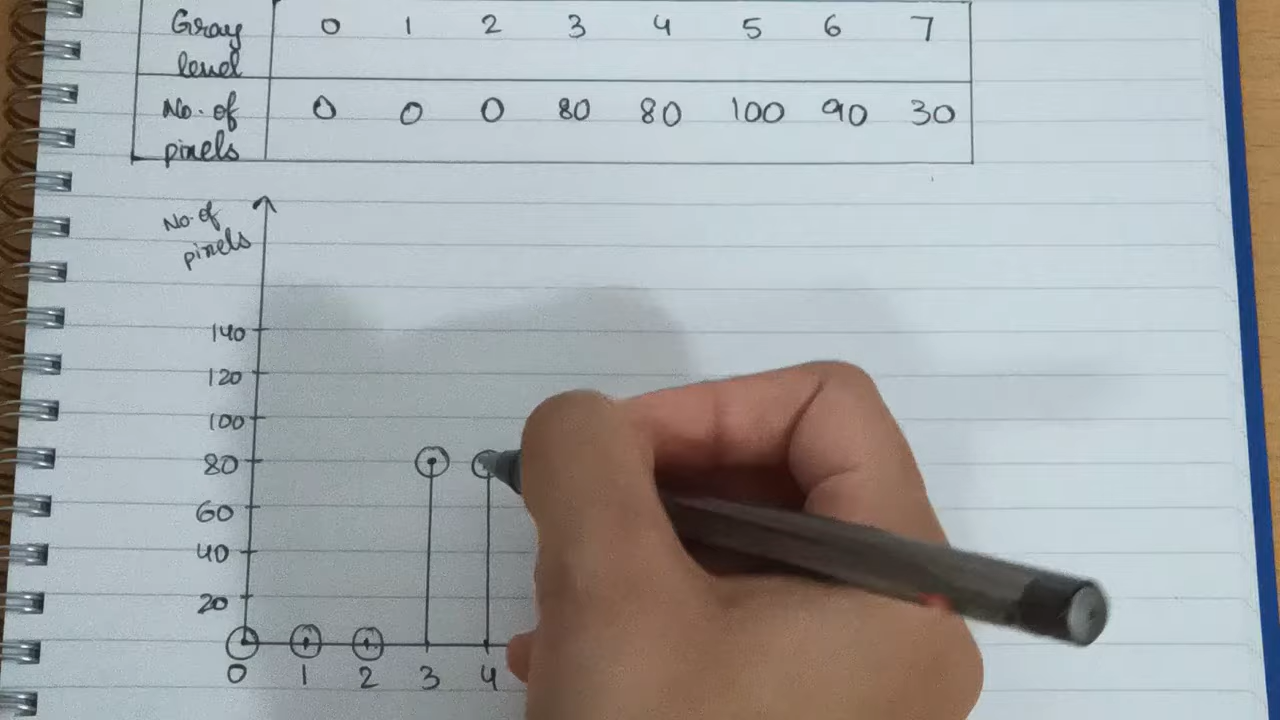 Gray 0 1 2 3 4 5 6 7
level
No. of 0 0 0 80 80 100 90 30
pixels
No. of
pixels
140
120
100
80
60
40
20
0 1 2 3 4